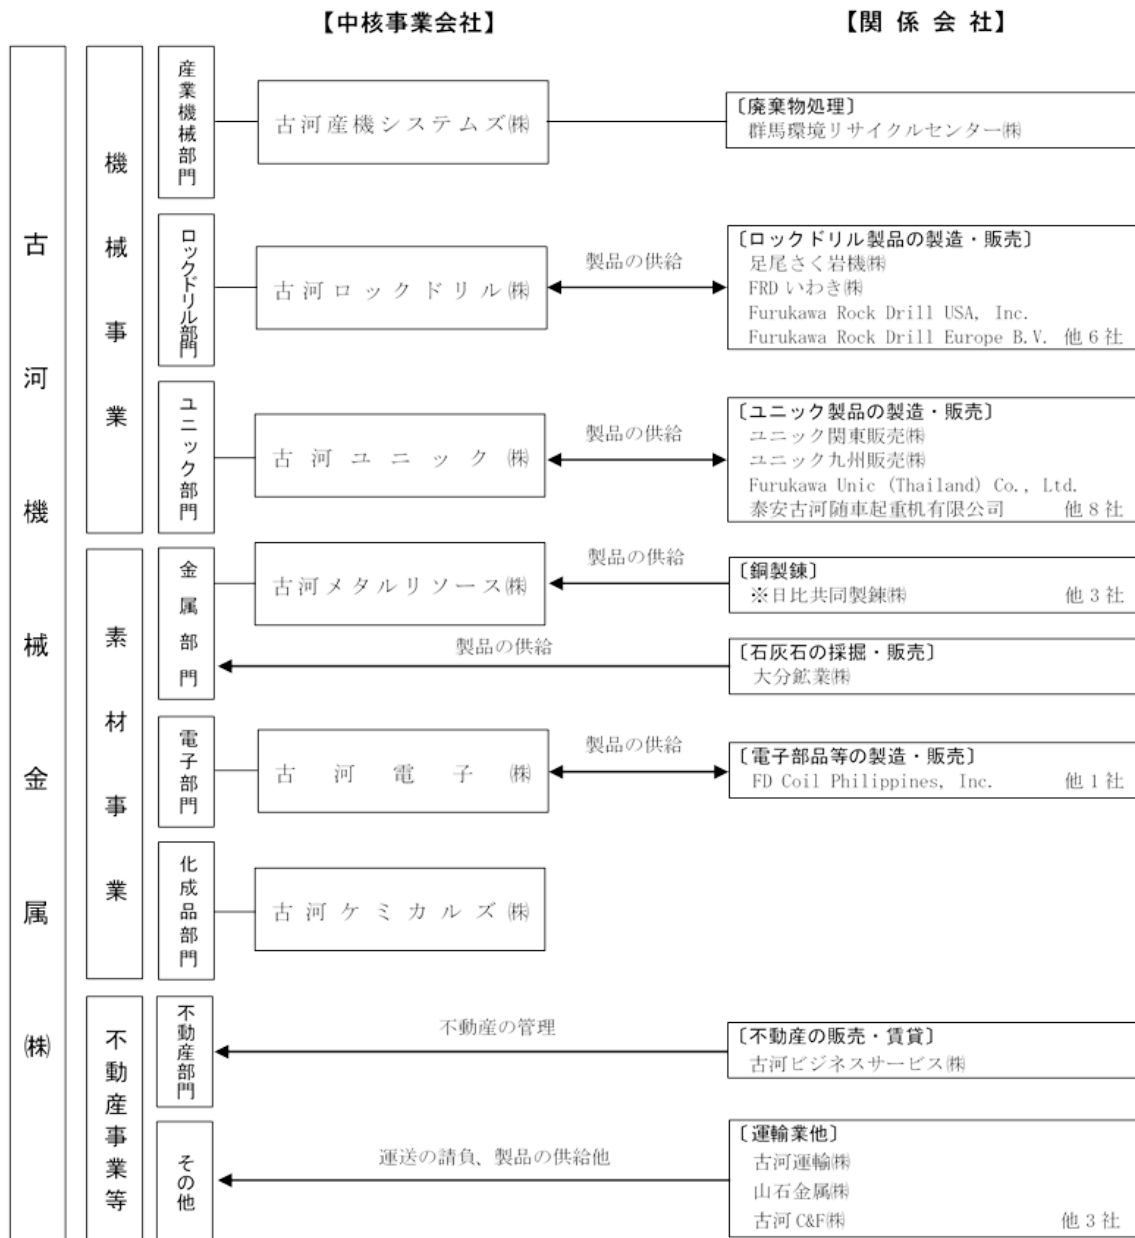 【中核事業会社】
【関 係 会 社】
古河機械金属㈱
機械事業
産業機械部門
古河産機システムズ㈱
〔廃棄物処理〕
群馬環境リサイクルセンター㈱
ロックドリル部門
古河ロックドリル㈱
製品の供給
〔ロックドリル製品の製造・販売〕
足尾さく岩機㈱
FRD いわき㈱
Furukawa Rock Drill USA, Inc.
Furukawa Rock Drill Europe B.V. 他 6 社
ユニック部門
古河ユニック㈱
製品の供給
〔ユニック製品の製造・販売〕
ユニック関東販売㈱
ユニック九州販売㈱
Furukawa Unic (Thailand) Co., Ltd.
泰安古河随車起重机有限公司 他 8 社
素材事業
金属部門
古河メタルリソース㈱
製品の供給
〔銅製錬〕
※日比共同製錬㈱ 他 3 社
製品の供給
〔石灰石の採掘・販売〕
大分鉱業㈱
電子部門
古河電子㈱
製品の供給
〔電子部品等の製造・販売〕
FD Coil Philippines, Inc. 他 1 社
化成品部門
古河ケミカルズ㈱
不動産事業等
不動産部門
不動産の管理
〔不動産の販売・賃貸〕
古河ビジネスサービス㈱
その他
運送の請負、製品の供給他
〔運輸業他〕
古河運輸㈱
山石金属㈱
古河 C&F㈱ 他 3 社